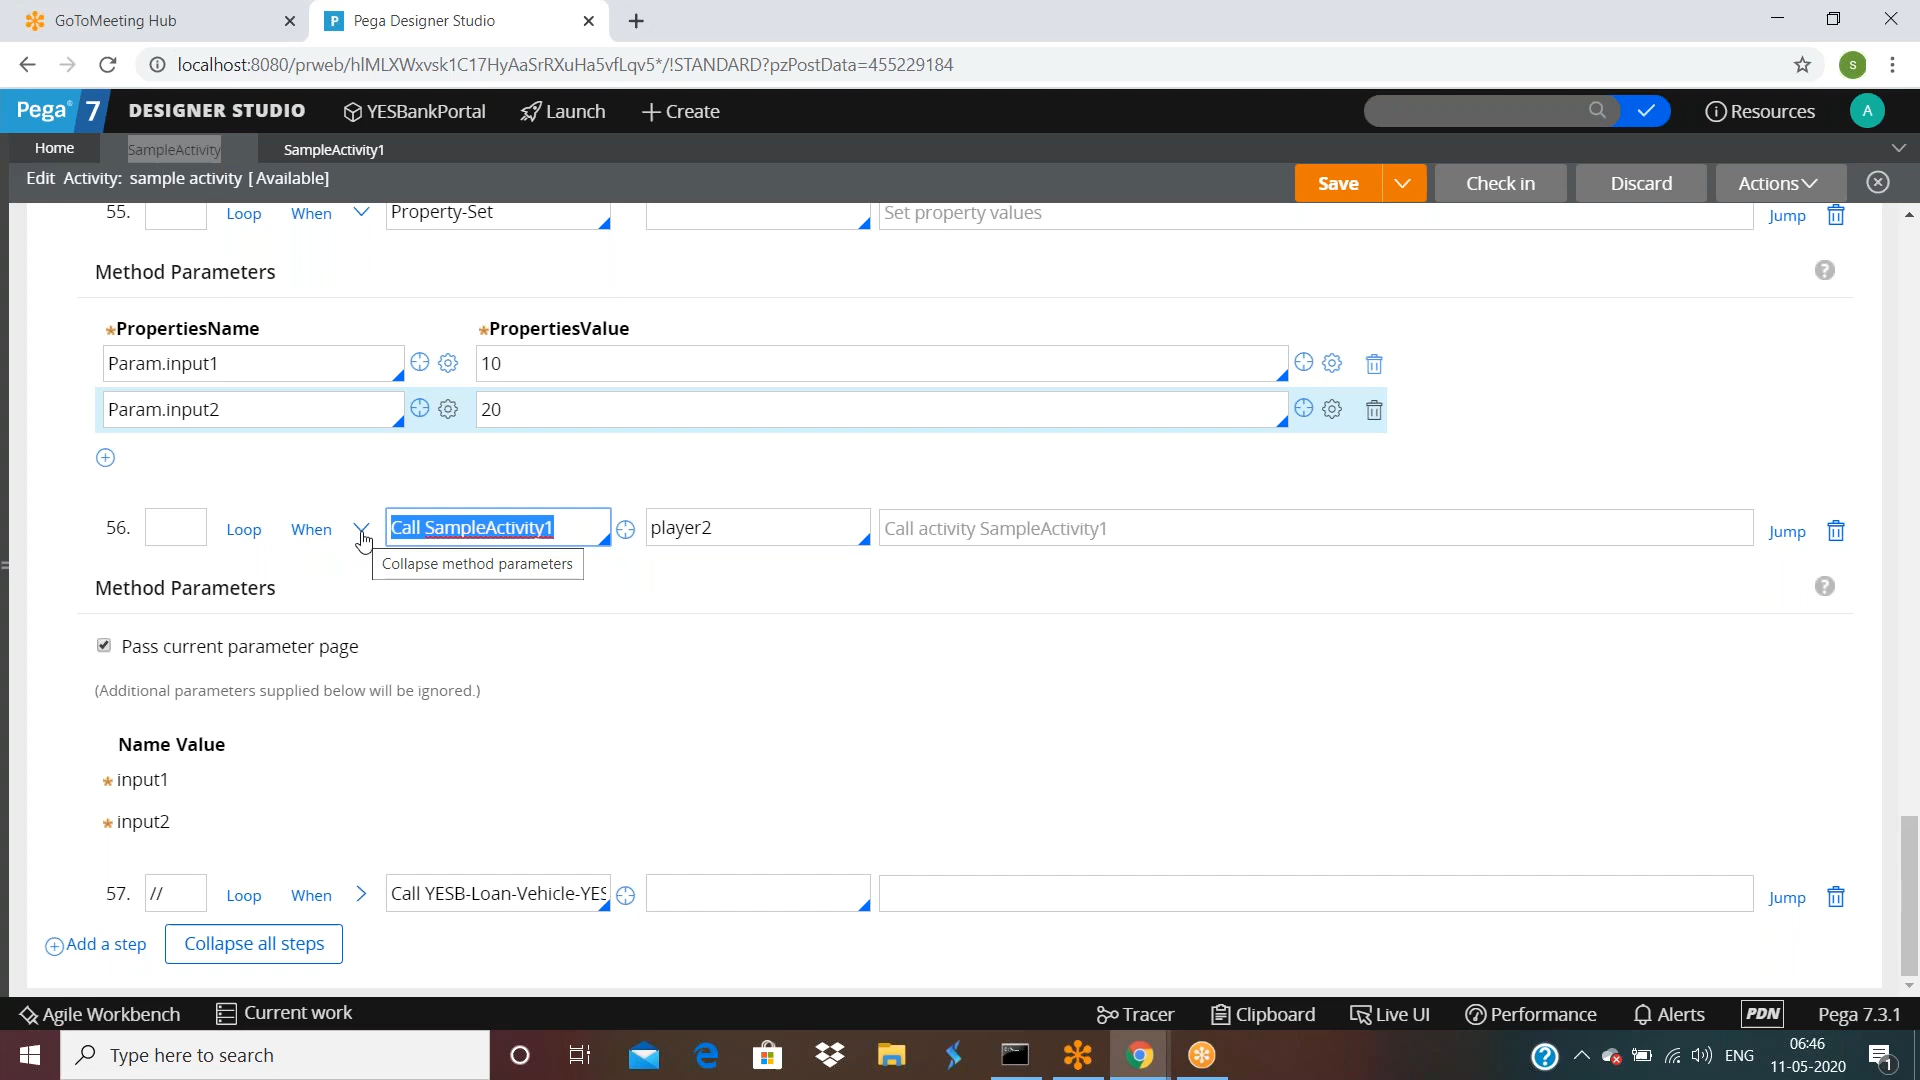 GoToMeeting Hub
P Pega Designer Studio
localhost:8080/prweb/hlMLXWxvsk1C17HyAaSrRXuHa5vfLqv5*/!STANDARD?pzPostData=455229184
s
Pega 7 DESIGNER STUDIO YESBankPortal Launch Create Resources A
Home SampleActivity SampleActivity1
Edit Activity: sample activity [Available] Save Check in Discard Actions
55. Loop When Property-Set Set property values Jump
Method Parameters ?
*PropertiesName *PropertiesValue
Param.input1 10
Param.input2 20
56. Loop When Call SampleActivity1 player2 Call activity SampleActivity1 Jump
Collapse method parameters
Method Parameters ?
Pass current parameter page
(Additional parameters supplied below will be ignored.)
Name Value
* input1
* input2
57. // Loop When Call YESB-Loan-Vehicle-YES Jump
Add a step Collapse all steps
Agile Workbench Current work Tracer Clipboard Live UI Performance Alerts PDN Pega 7.3.1
Type here to search ENG 06:46
11-05-2020 1